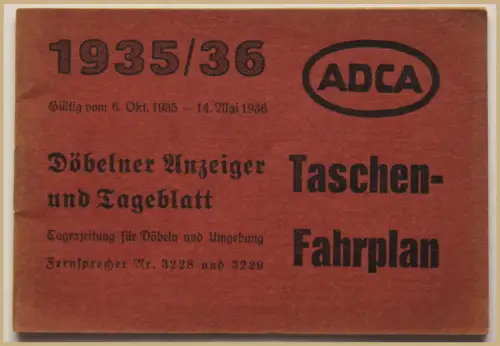 1935/36
Gültig vom 6. Okt. 1935 – 14. Mai 1936
Döbelner Anzeiger
und Tageblatt
Tageszeitung für Döbeln und Umgebung
Fernsprecher Nr. 3228 und 3229
ADCA
Taschen-
Fahrplan